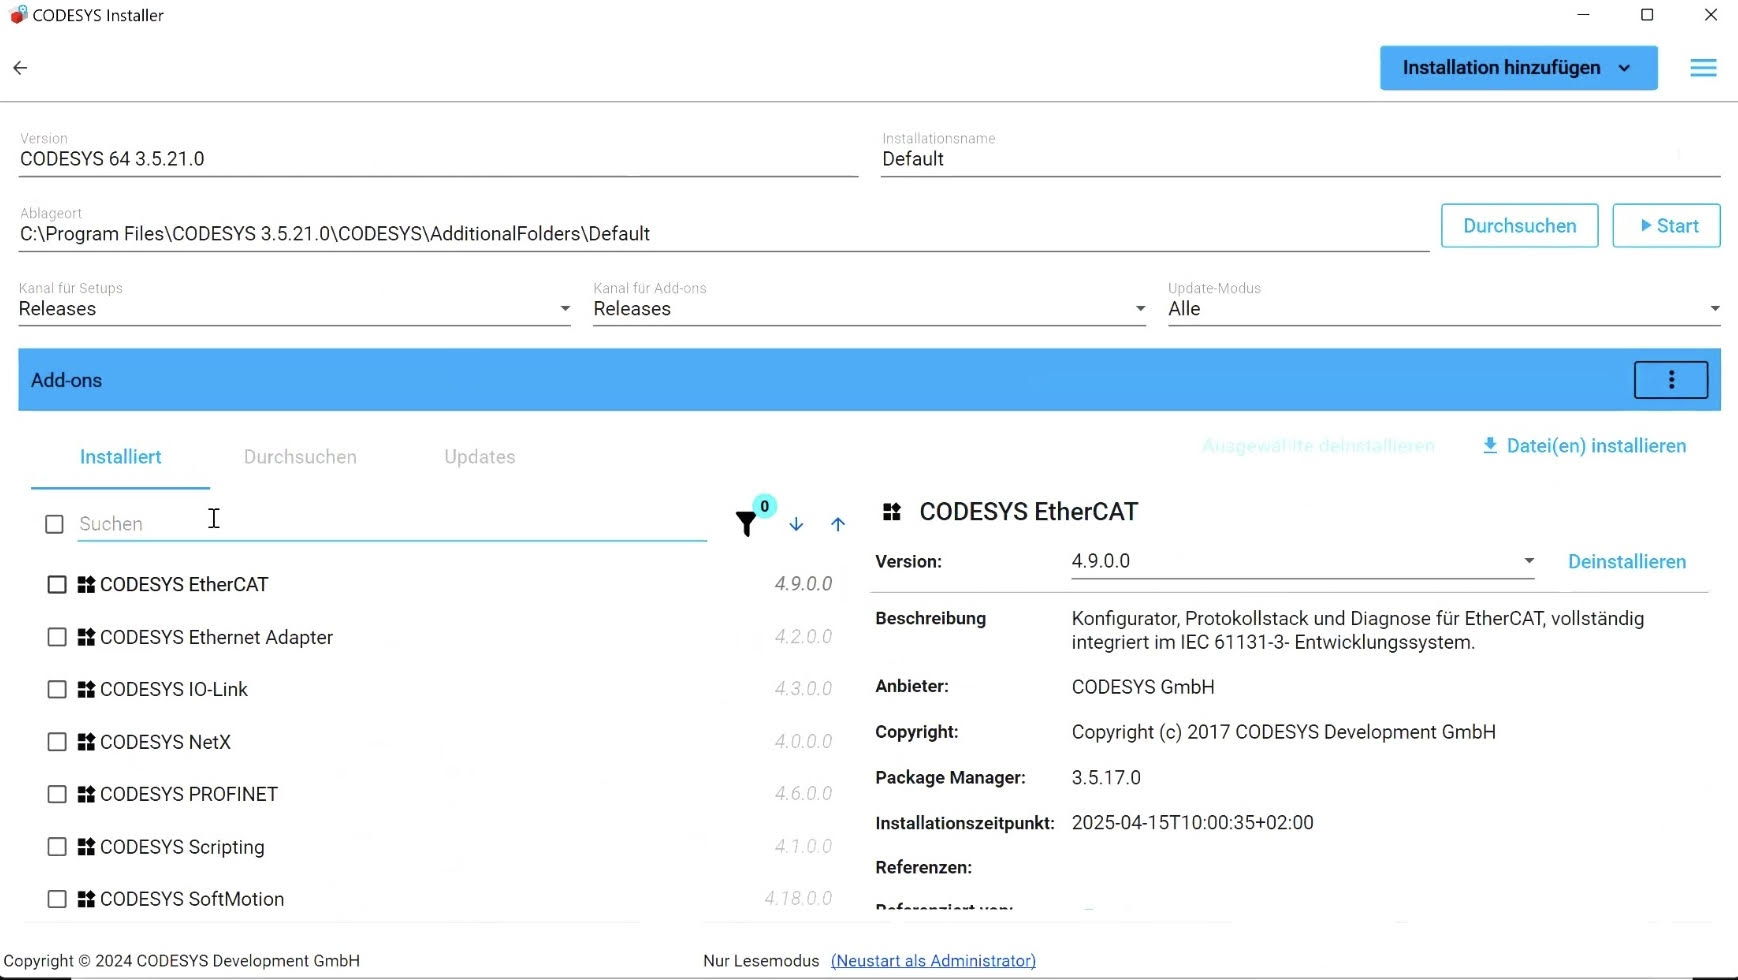 CODESYS Installer
Installation hinzufügen
Version
CODESYS 64 3.5.21.0
Installationsname
Default
Ablageort
C:\Program Files\CODESYS 3.5.21.0\CODESYS\AdditionalFolders\Default
Durchsuchen
Start
Kanal für Setups
Releases
Kanal für Add-ons
Releases
Update-Modus
Alle
Add-ons
Installiert
Durchsuchen
Updates
Ausgewählte deinstallieren
Datei(en) installieren
Suchen
0
CODESYS EtherCAT 4.9.0.0
CODESYS Ethernet Adapter 4.2.0.0
CODESYS IO-Link 4.3.0.0
CODESYS NetX 4.0.0.0
CODESYS PROFINET 4.6.0.0
CODESYS Scripting 4.1.0.0
CODESYS SoftMotion 4.18.0.0
CODESYS EtherCAT
Version: 4.9.0.0 Deinstallieren
Beschreibung Konfigurator, Protokollstack und Diagnose für EtherCAT, vollständig
integriert im IEC 61131-3- Entwicklungssystem.
Anbieter: CODESYS GmbH
Copyright: Copyright (c) 2017 CODESYS Development GmbH
Package Manager: 3.5.17.0
Installationszeitpunkt: 2025-04-15T10:00:35+02:00
Referenzen:
Referenziert von:
Copyright © 2024 CODESYS Development GmbH
Nur Lesemodus (Neustart als Administrator)